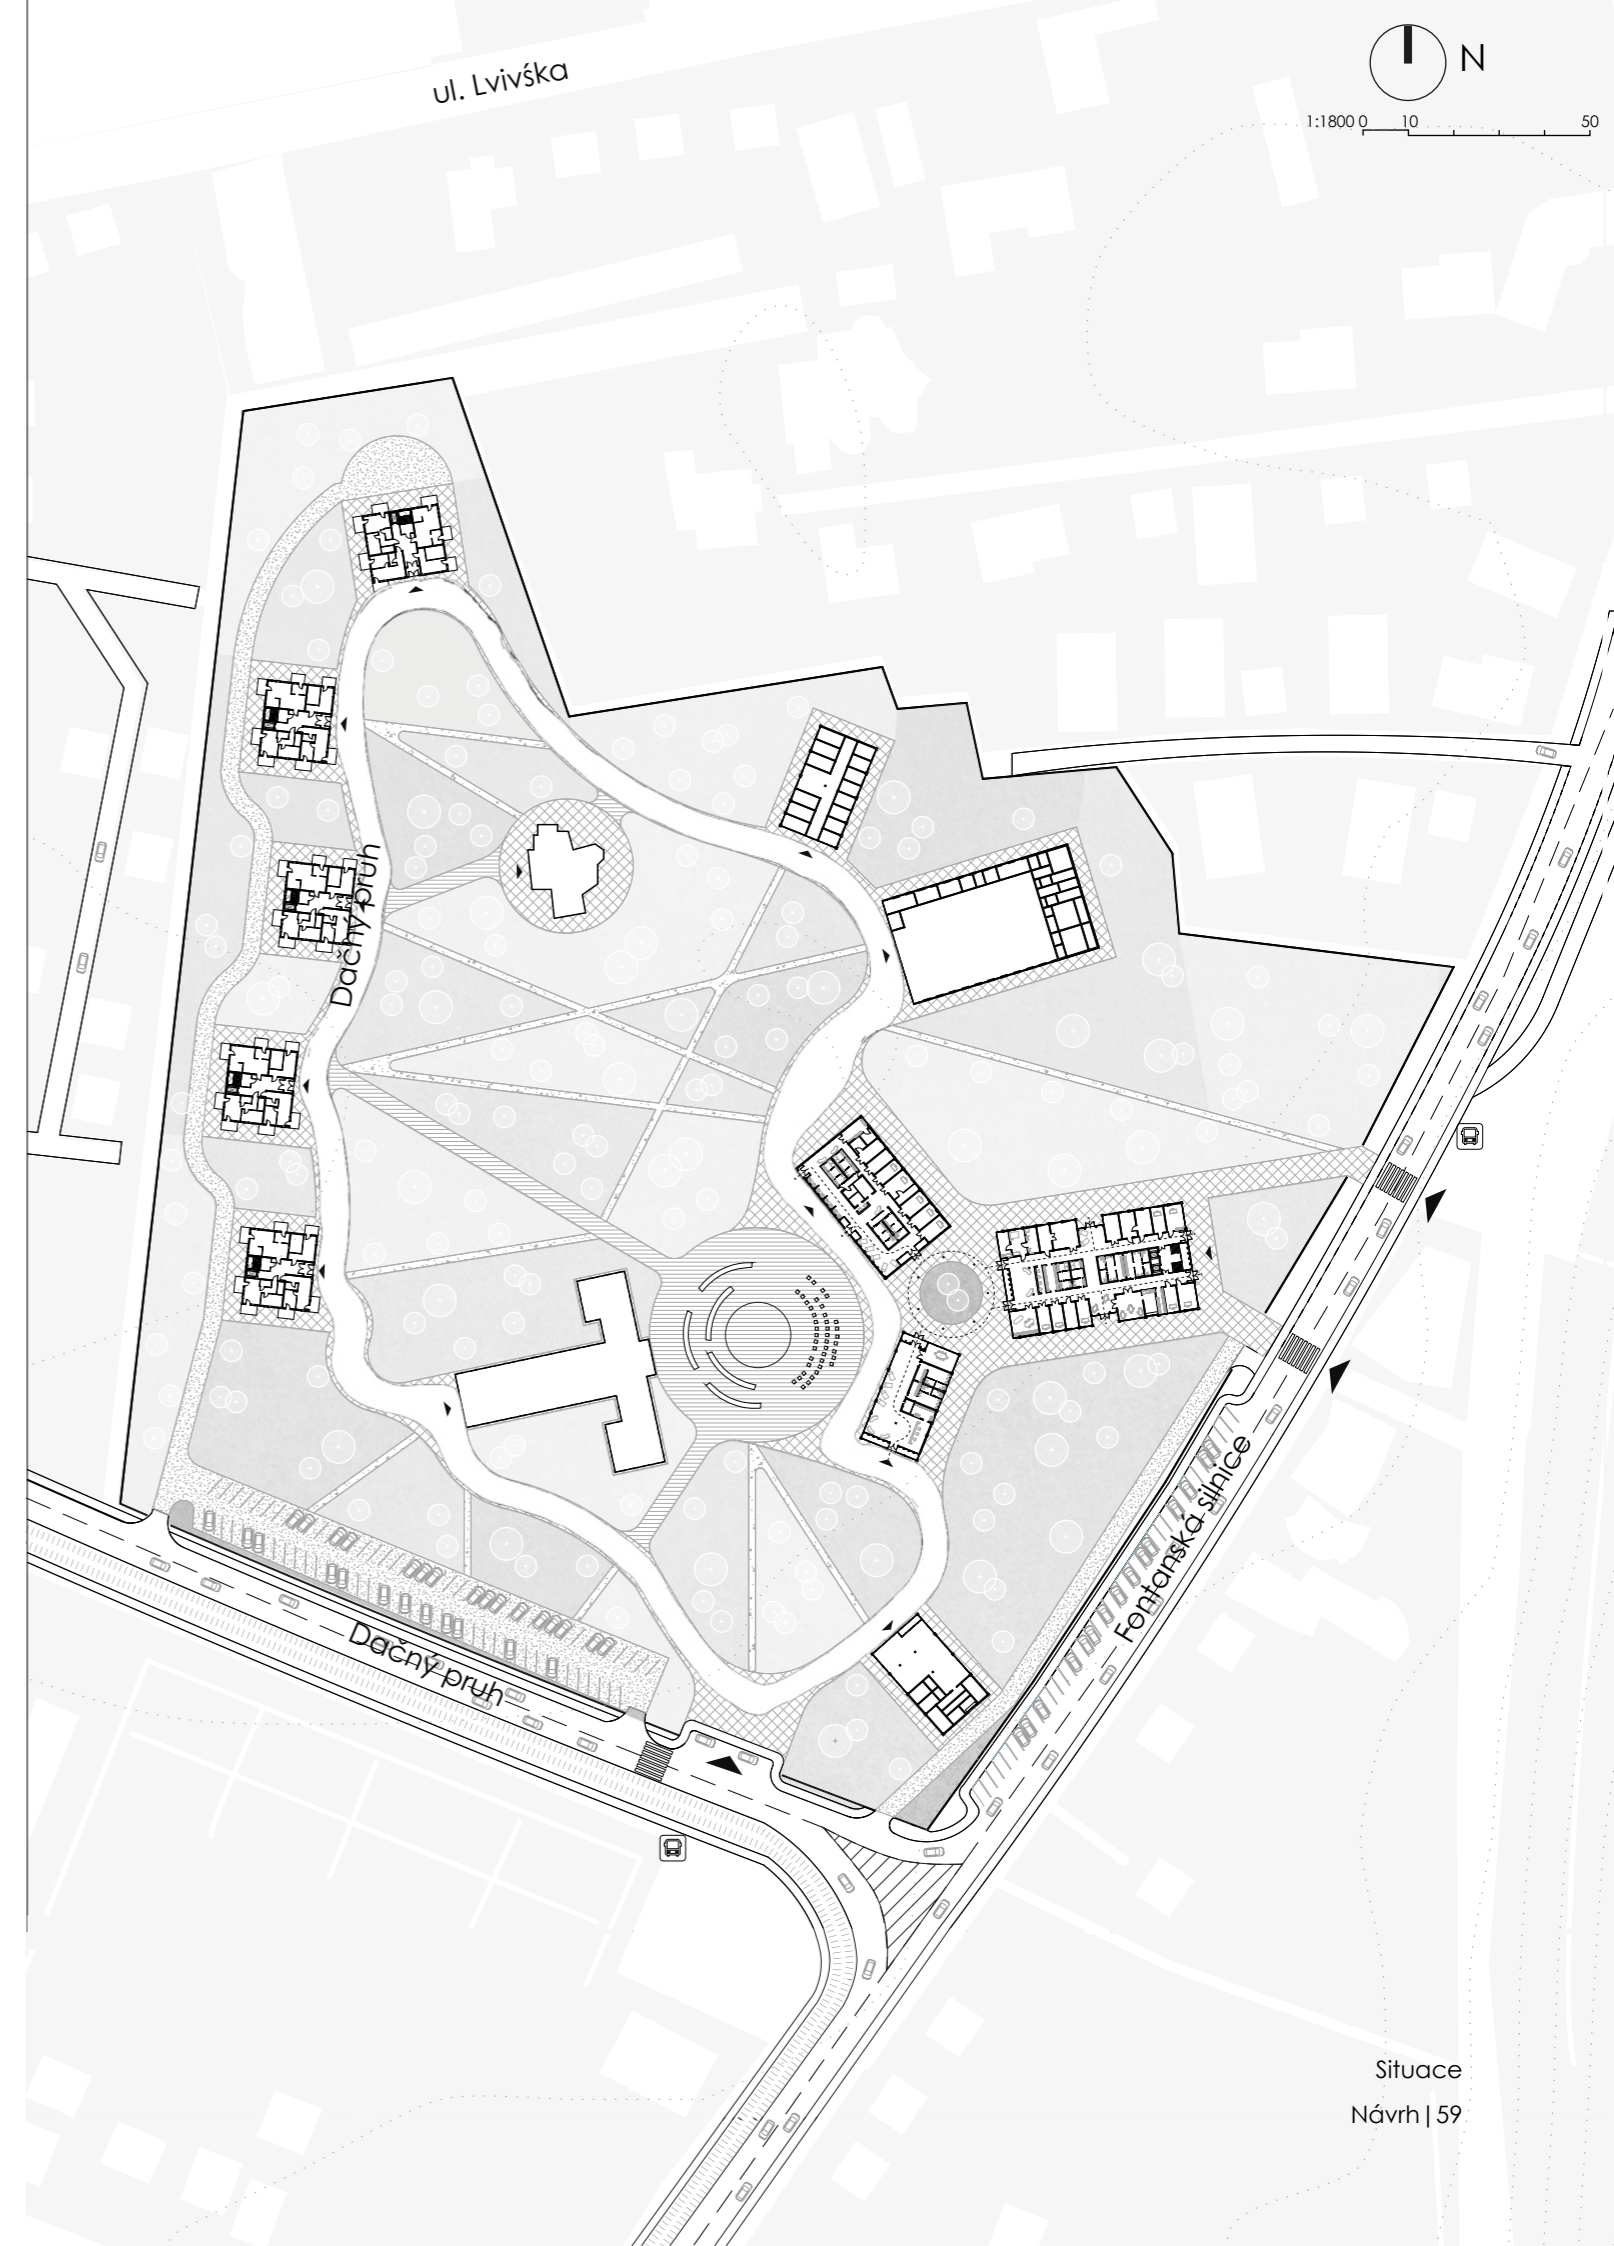 ul. Lvivśka
N
1:1800 0 10 50
Dačný pruh
Fontanská silnice
Dačný pruh
Situace
Návrh|59